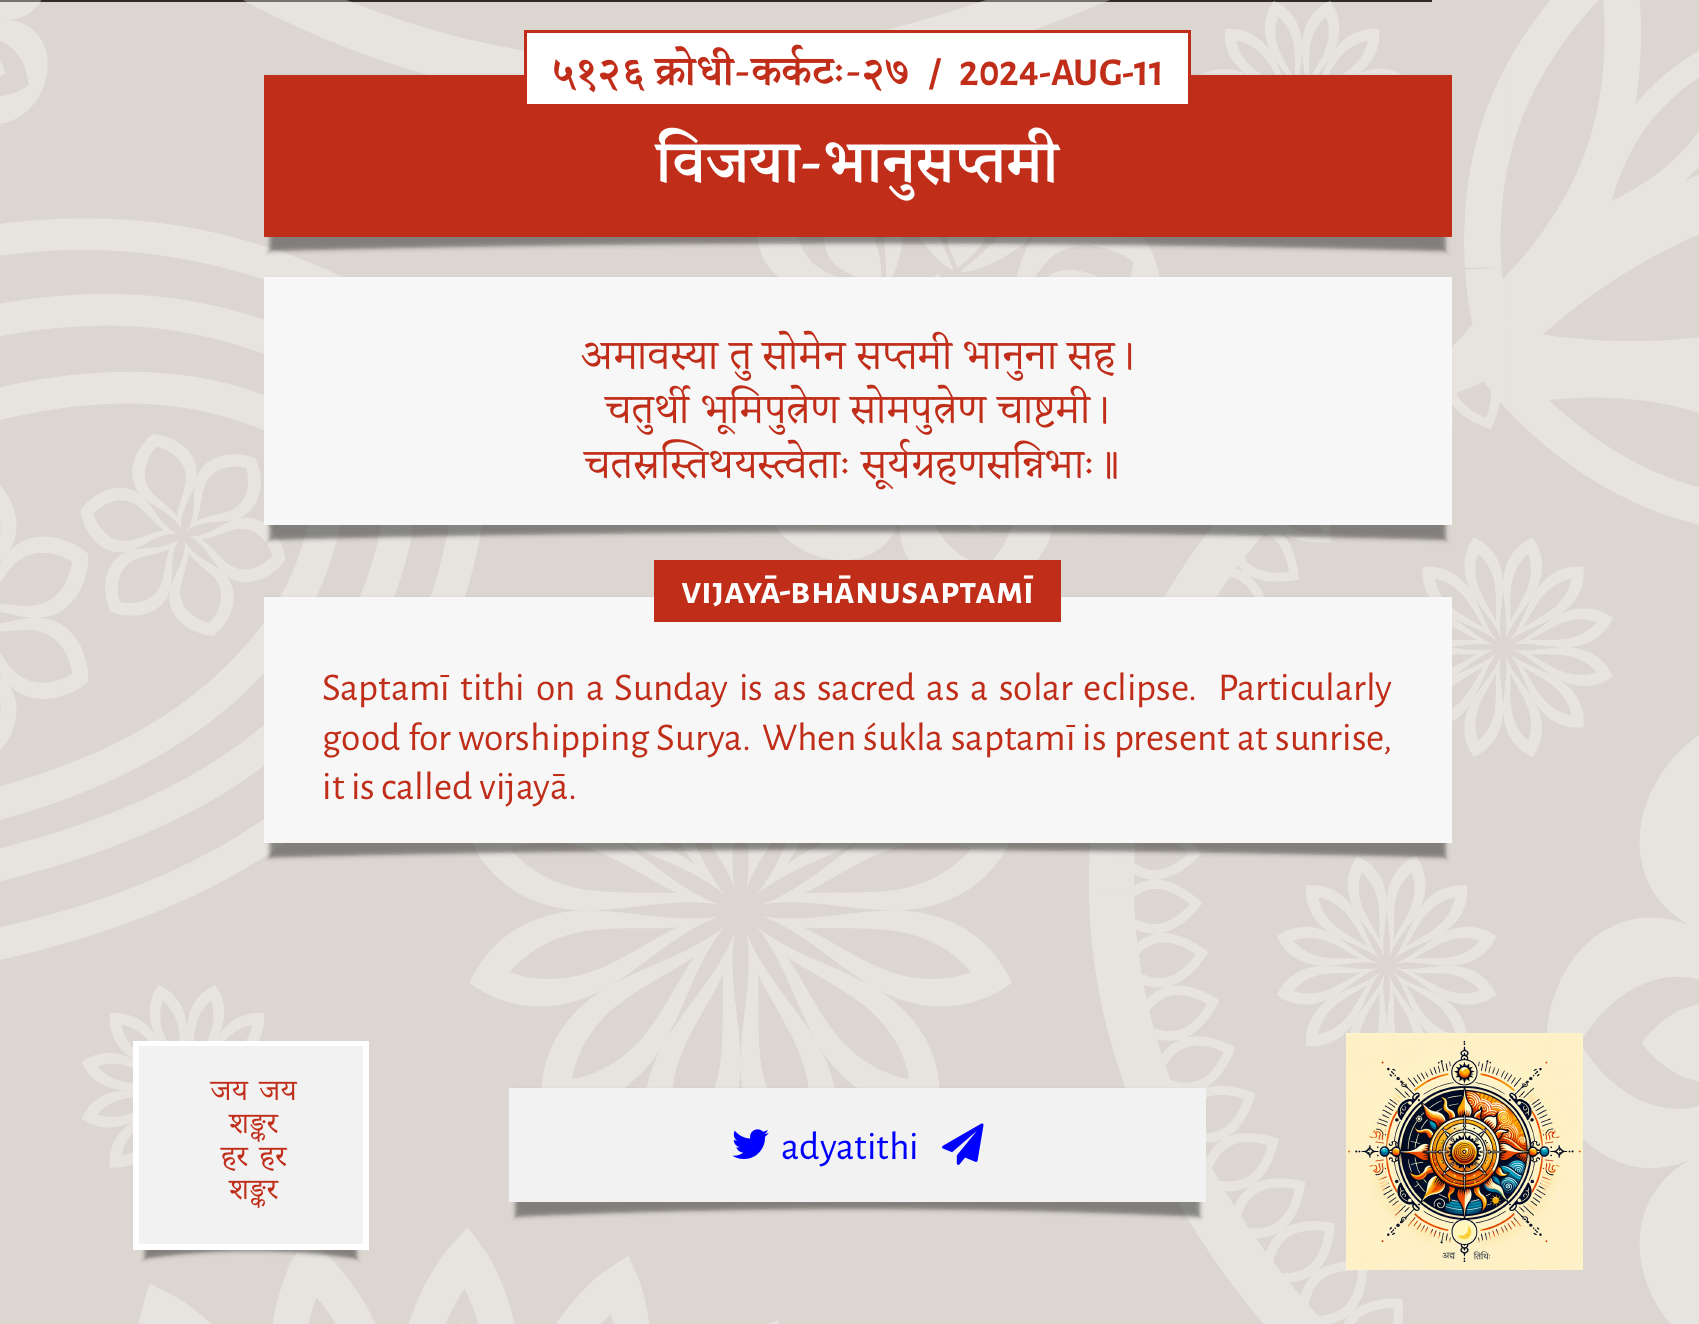 ५१२६ क्रोधी-कर्कटः-२७ / 2024-AUG-11
विजया-भानुसप्तमी
अमावस्या तु सोमेन सप्तमी भानुना सह।
चतुर्थी भूमिपुत्रेण सोमपुत्रेण चाष्टमी।
चतस्रस्तिथयस्त्वेताः सूर्यग्रहणसन्निभाः॥
VIJAYĀ-BHĀNUSAPTAMĪ
Saptamī tithi on a Sunday is as sacred as a solar eclipse. Particularly
good for worshipping Surya. When śukla saptamī is present at sunrise,
it is called vijayā.
जय जय
शङ्कर
हर हर
शङ्कर
adyatithi
अद्य तिथिः